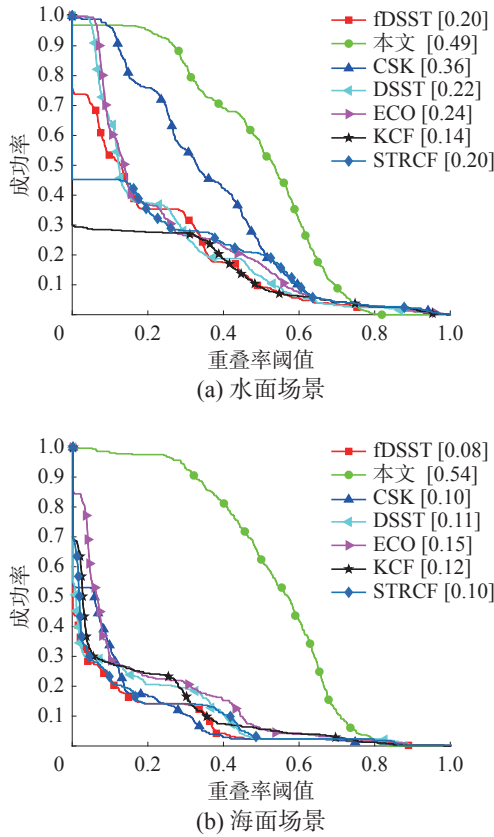 fDSST [0.20]
本文 [0.49]
CSK [0.36]
DSST [0.22]
ECO [0.24]
KCF [0.14]
STRCF [0.20]
成功率
1.0
0.9
0.8
0.7
0.6
0.5
0.4
0.3
0.2
0.1
0 0.2 0.4 0.6 0.8 1.0
重叠率阈值
(a) 水面场景
fDSST [0.08]
本文 [0.54]
CSK [0.10]
DSST [0.11]
ECO [0.15]
KCF [0.12]
STRCF [0.10]
成功率
1.0
0.9
0.8
0.7
0.6
0.5
0.4
0.3
0.2
0.1
0 0.2 0.4 0.6 0.8 1.0
重叠率阈值
(b) 海面场景